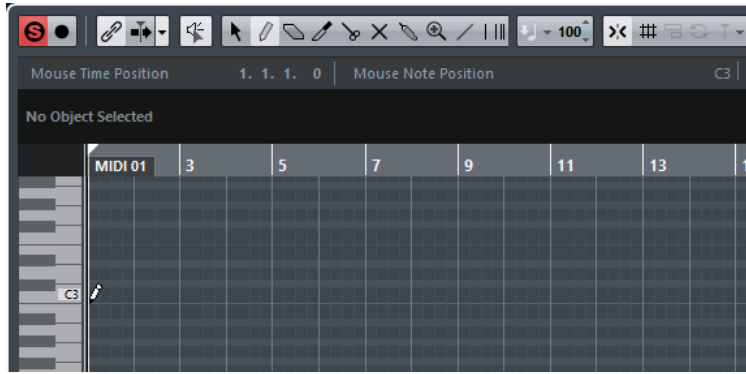 S 100
Mouse Time Position 1. 1. 1. 0 Mouse Note Position C3
No Object Selected
MIDI 01 3 5 7 9 11 13
C3